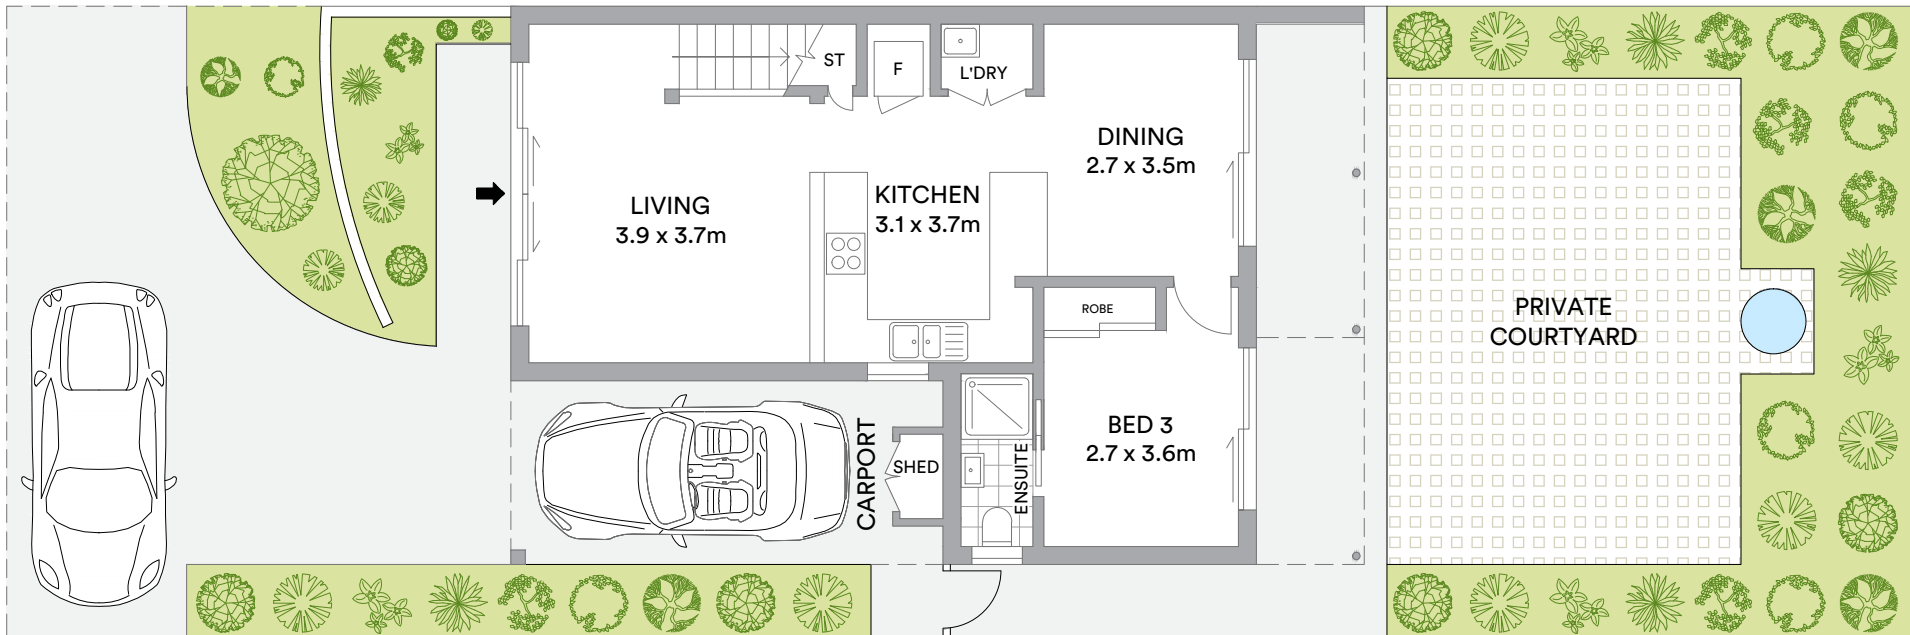 ST
F
L'DRY
DINING
2.7 x 3.5m
LIVING
3.9 x 3.7m
KITCHEN
3.1 x 3.7m
ROBE
PRIVATE
COURTYARD
BED 3
2.7 x 3.6m
CARPORT
SHED
ENSUITE